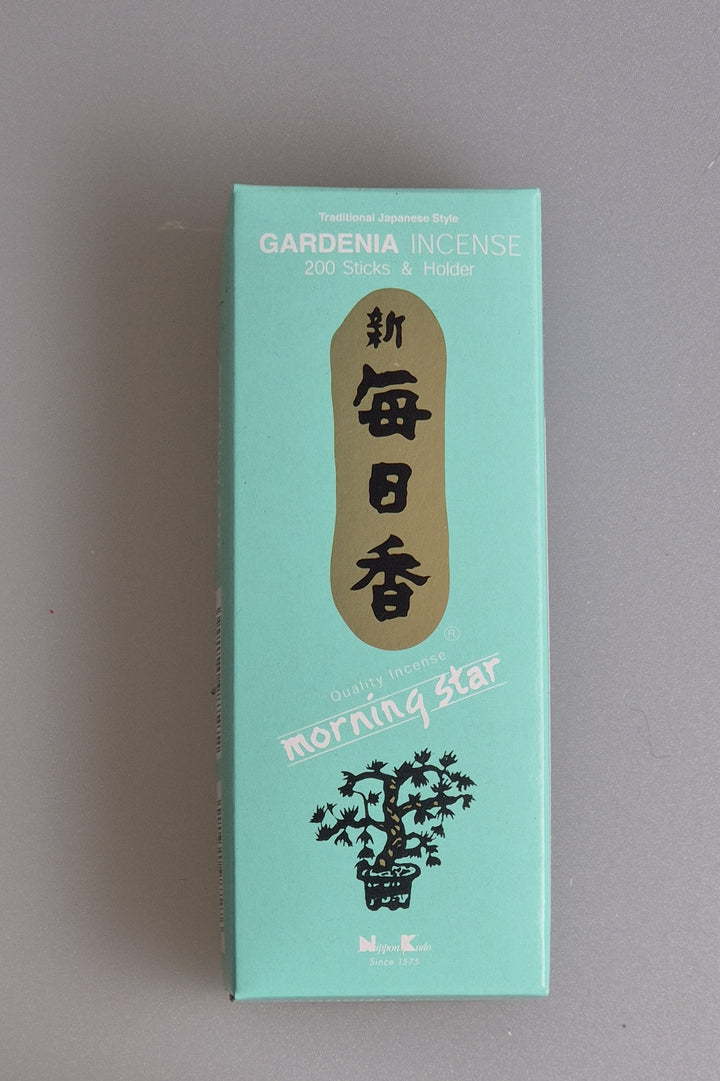 Traditional Japanese Style
GARDENIA INCENSE
200 Sticks & Holder
新
毎
日
香
®
Quality Incense
morning star
Nippon Kodo
Since 1575